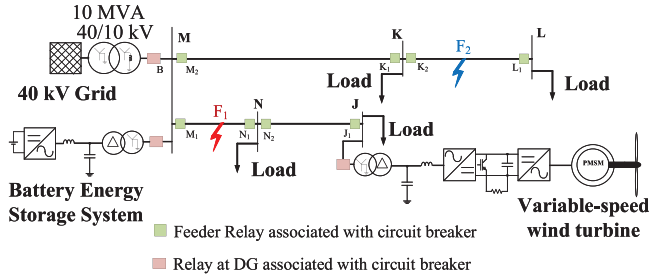 10 MVA
40/10 kV
40 kV Grid
B
M
M₂
K
K₁
K₂
Load
F₂
L
L₁
Load
M₁
F₁
N
N₁
N₂
Load
J
J₁
Load
Battery Energy
Storage System
PMSM
Variable-speed
wind turbine
Feeder Relay associated with circuit breaker
Relay at DG associated with circuit breaker